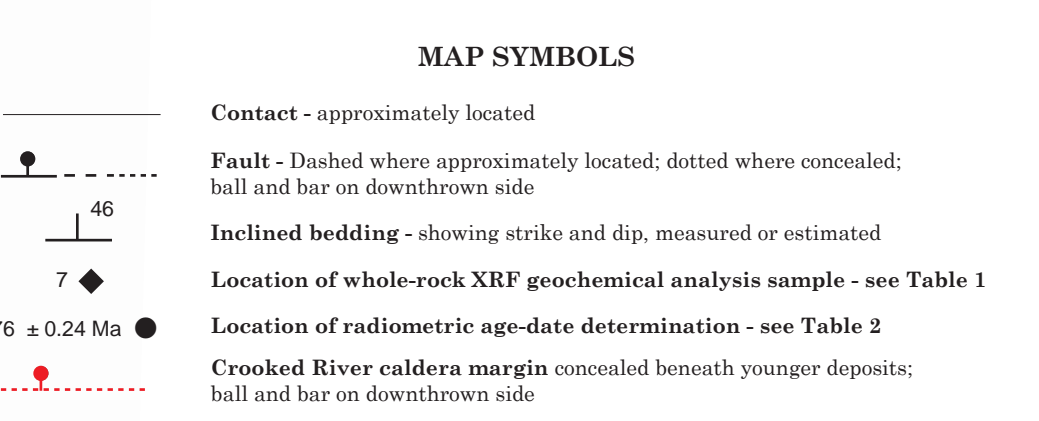 MAP SYMBOLS
Contact - approximately located
Fault - Dashed where approximately located; dotted where concealed;
ball and bar on downthrown side
46
Inclined bedding - showing strike and dip, measured or estimated
7
Location of whole-rock XRF geochemical analysis sample - see Table 1
± 0.24 Ma
Location of radiometric age-date determination - see Table 2
Crooked River caldera margin concealed beneath younger deposits;
ball and bar on downthrown side